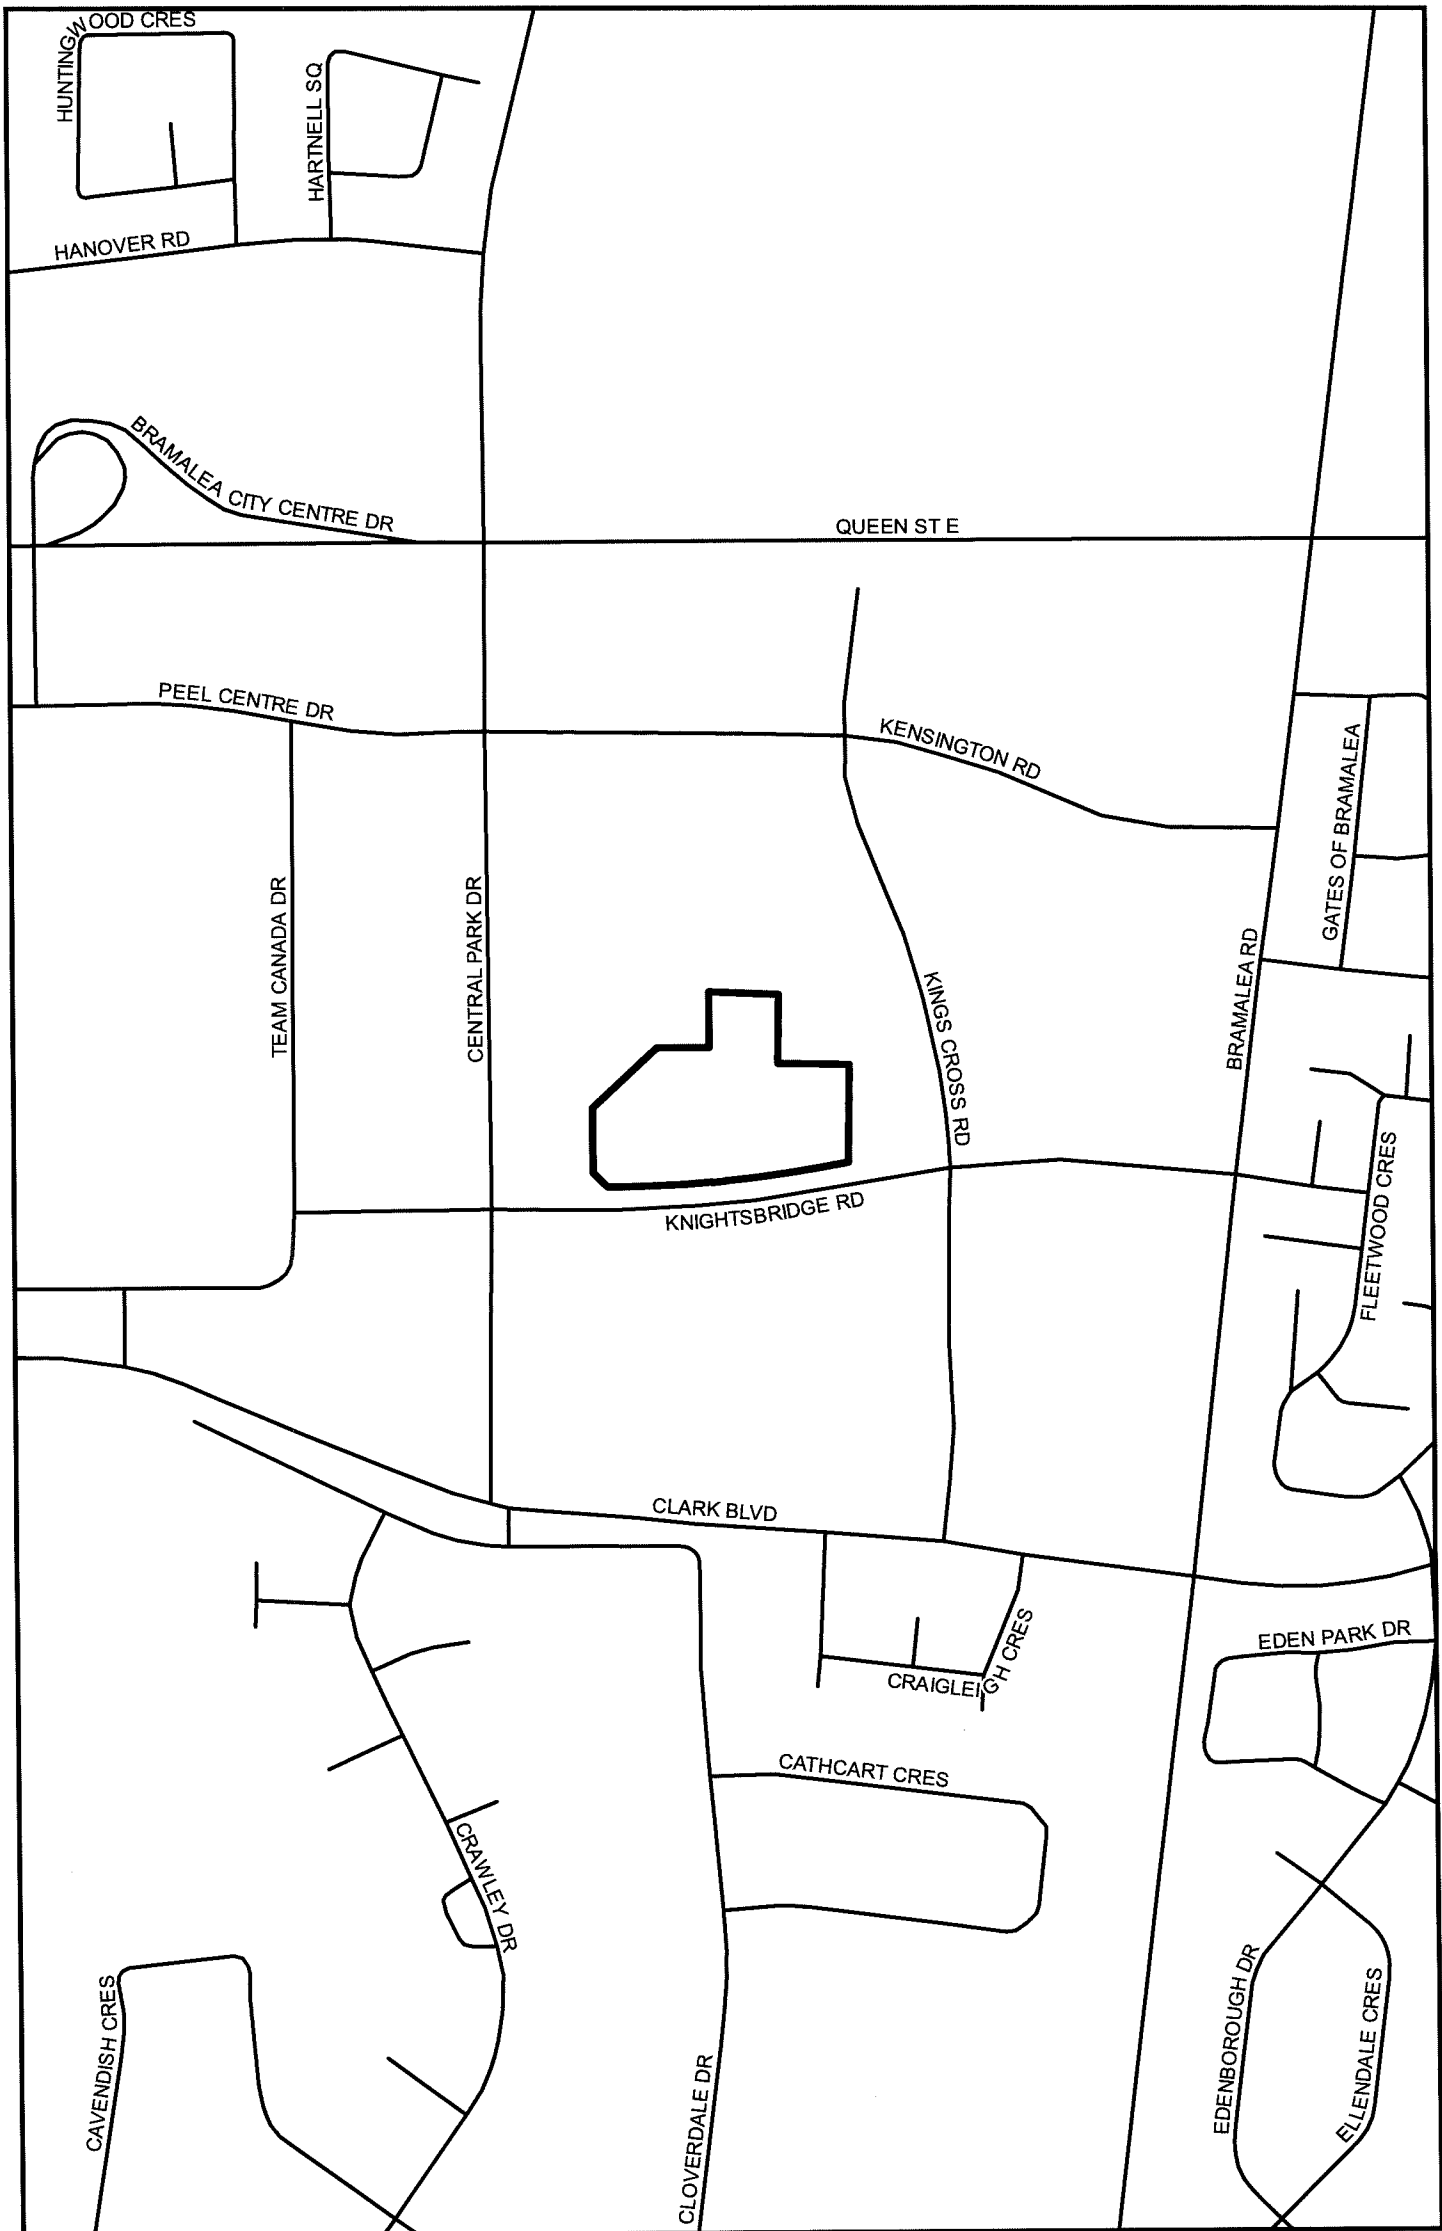 HUNTINGWOOD CRES
HARTNELL SQ
HANOVER RD
BRAMALEA CITY CENTRE DR
QUEEN ST E
PEEL CENTRE DR
KENSINGTON RD
GATES OF BRAMALEA
TEAM CANADA DR
CENTRAL PARK DR
KINGS CROSS RD
BRAMALEA RD
FLEETWOOD CRES
KNIGHTSBRIDGE RD
CLARK BLVD
CRAIGLEIGH CRES
EDEN PARK DR
CATHCART CRES
CRAWLEY DR
CAVENDISH CRES
CLOVERDALE DR
EDENBOROUGH DR
ELLENDALE CRES